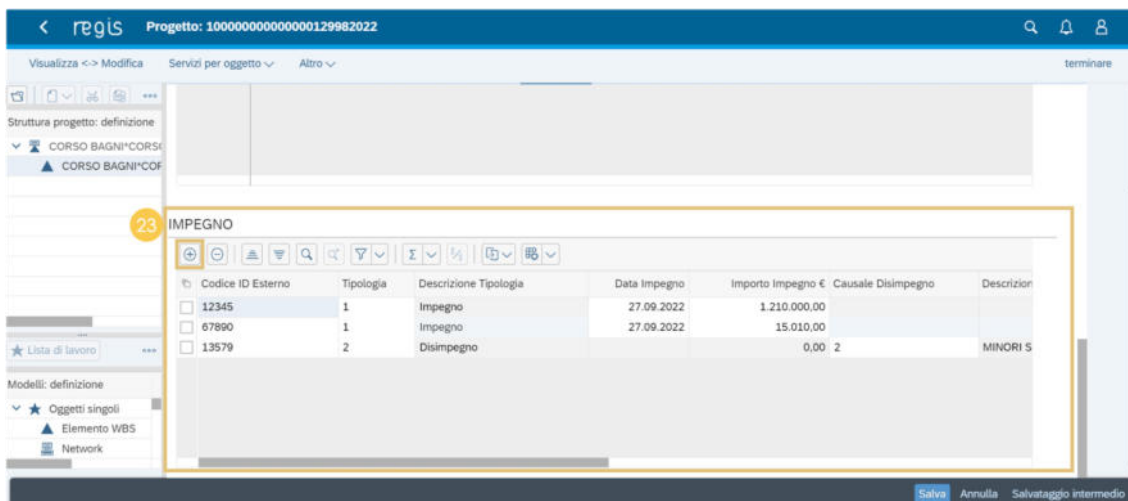 regis Progetto: 100000000000000129982022
Visualizza <-> Modifica Servizi per oggetto Altro terminare
Struttura progetto: definizione
CORSO BAGNI*CORSO
CORSO BAGNI*COR
23 IMPEGNO
Codice ID Esterno Tipologia Descrizione Tipologia Data Impegno Importo Impegno € Causale Disimpegno Descrizion
12345 1 Impegno 27.09.2022 1.210.000,00
67890 1 Impegno 27.09.2022 15.010,00
13579 2 Disimpegno 0,00 2 MINORI S
Lista di lavoro
Modelli: definizione
Oggetti singoli
Elemento WBS
Network
Salva Annulla Salvataggio intermedio